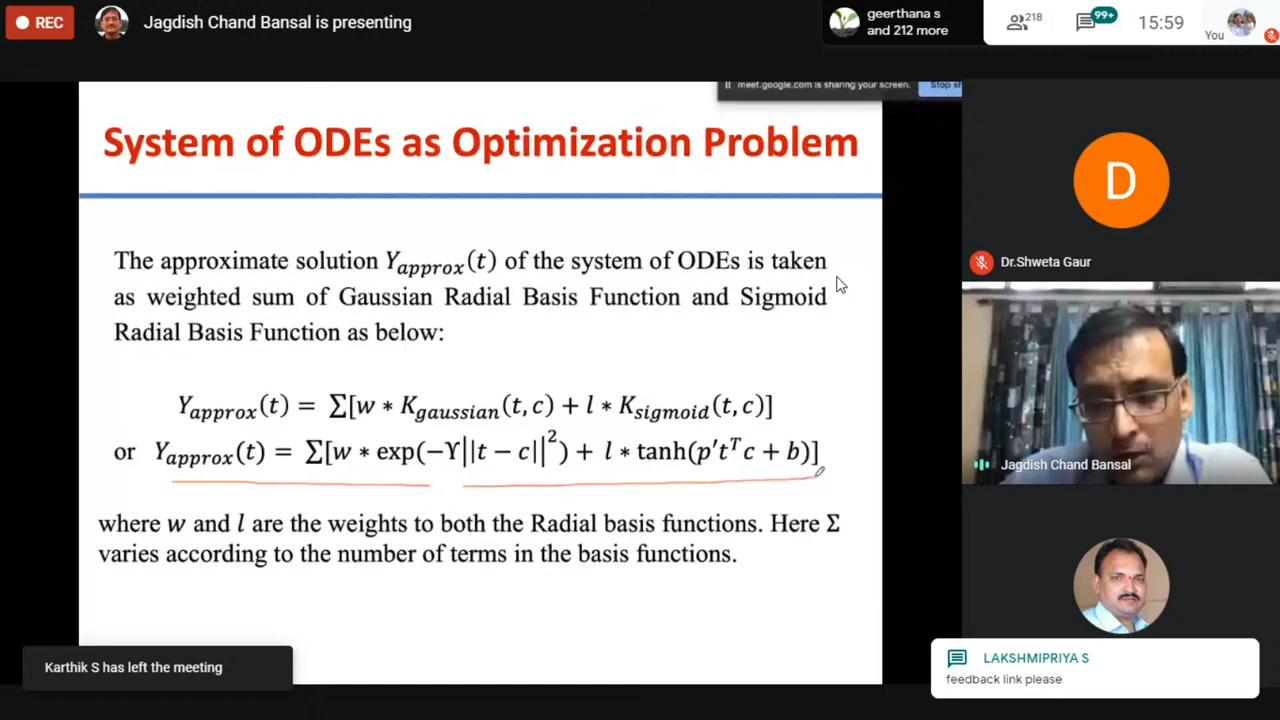 REC
Jagdish Chand Bansal is presenting
geerthana s
and 212 more
218
99+
15:59
You
meet.google.com is sharing your screen.
Stop sh
System of ODEs as Optimization Problem
The approximate solution Y_approx(t) of the system of ODEs is taken
as weighted sum of Gaussian Radial Basis Function and Sigmoid
Radial Basis Function as below:
Y_approx(t) = Σ[w * K_gaussian(t, c) + l * K_sigmoid(t, c)]
or Y_approx(t) = Σ[w * exp(−ϒ||t − c||²) + l * tanh(p′t^T c + b)]
where w and l are the weights to both the Radial basis functions. Here Σ
varies according to the number of terms in the basis functions.
D
Dr.Shweta Gaur
Jagdish Chand Bansal
Karthik S has left the meeting
LAKSHMIPRIYA S
feedback link please